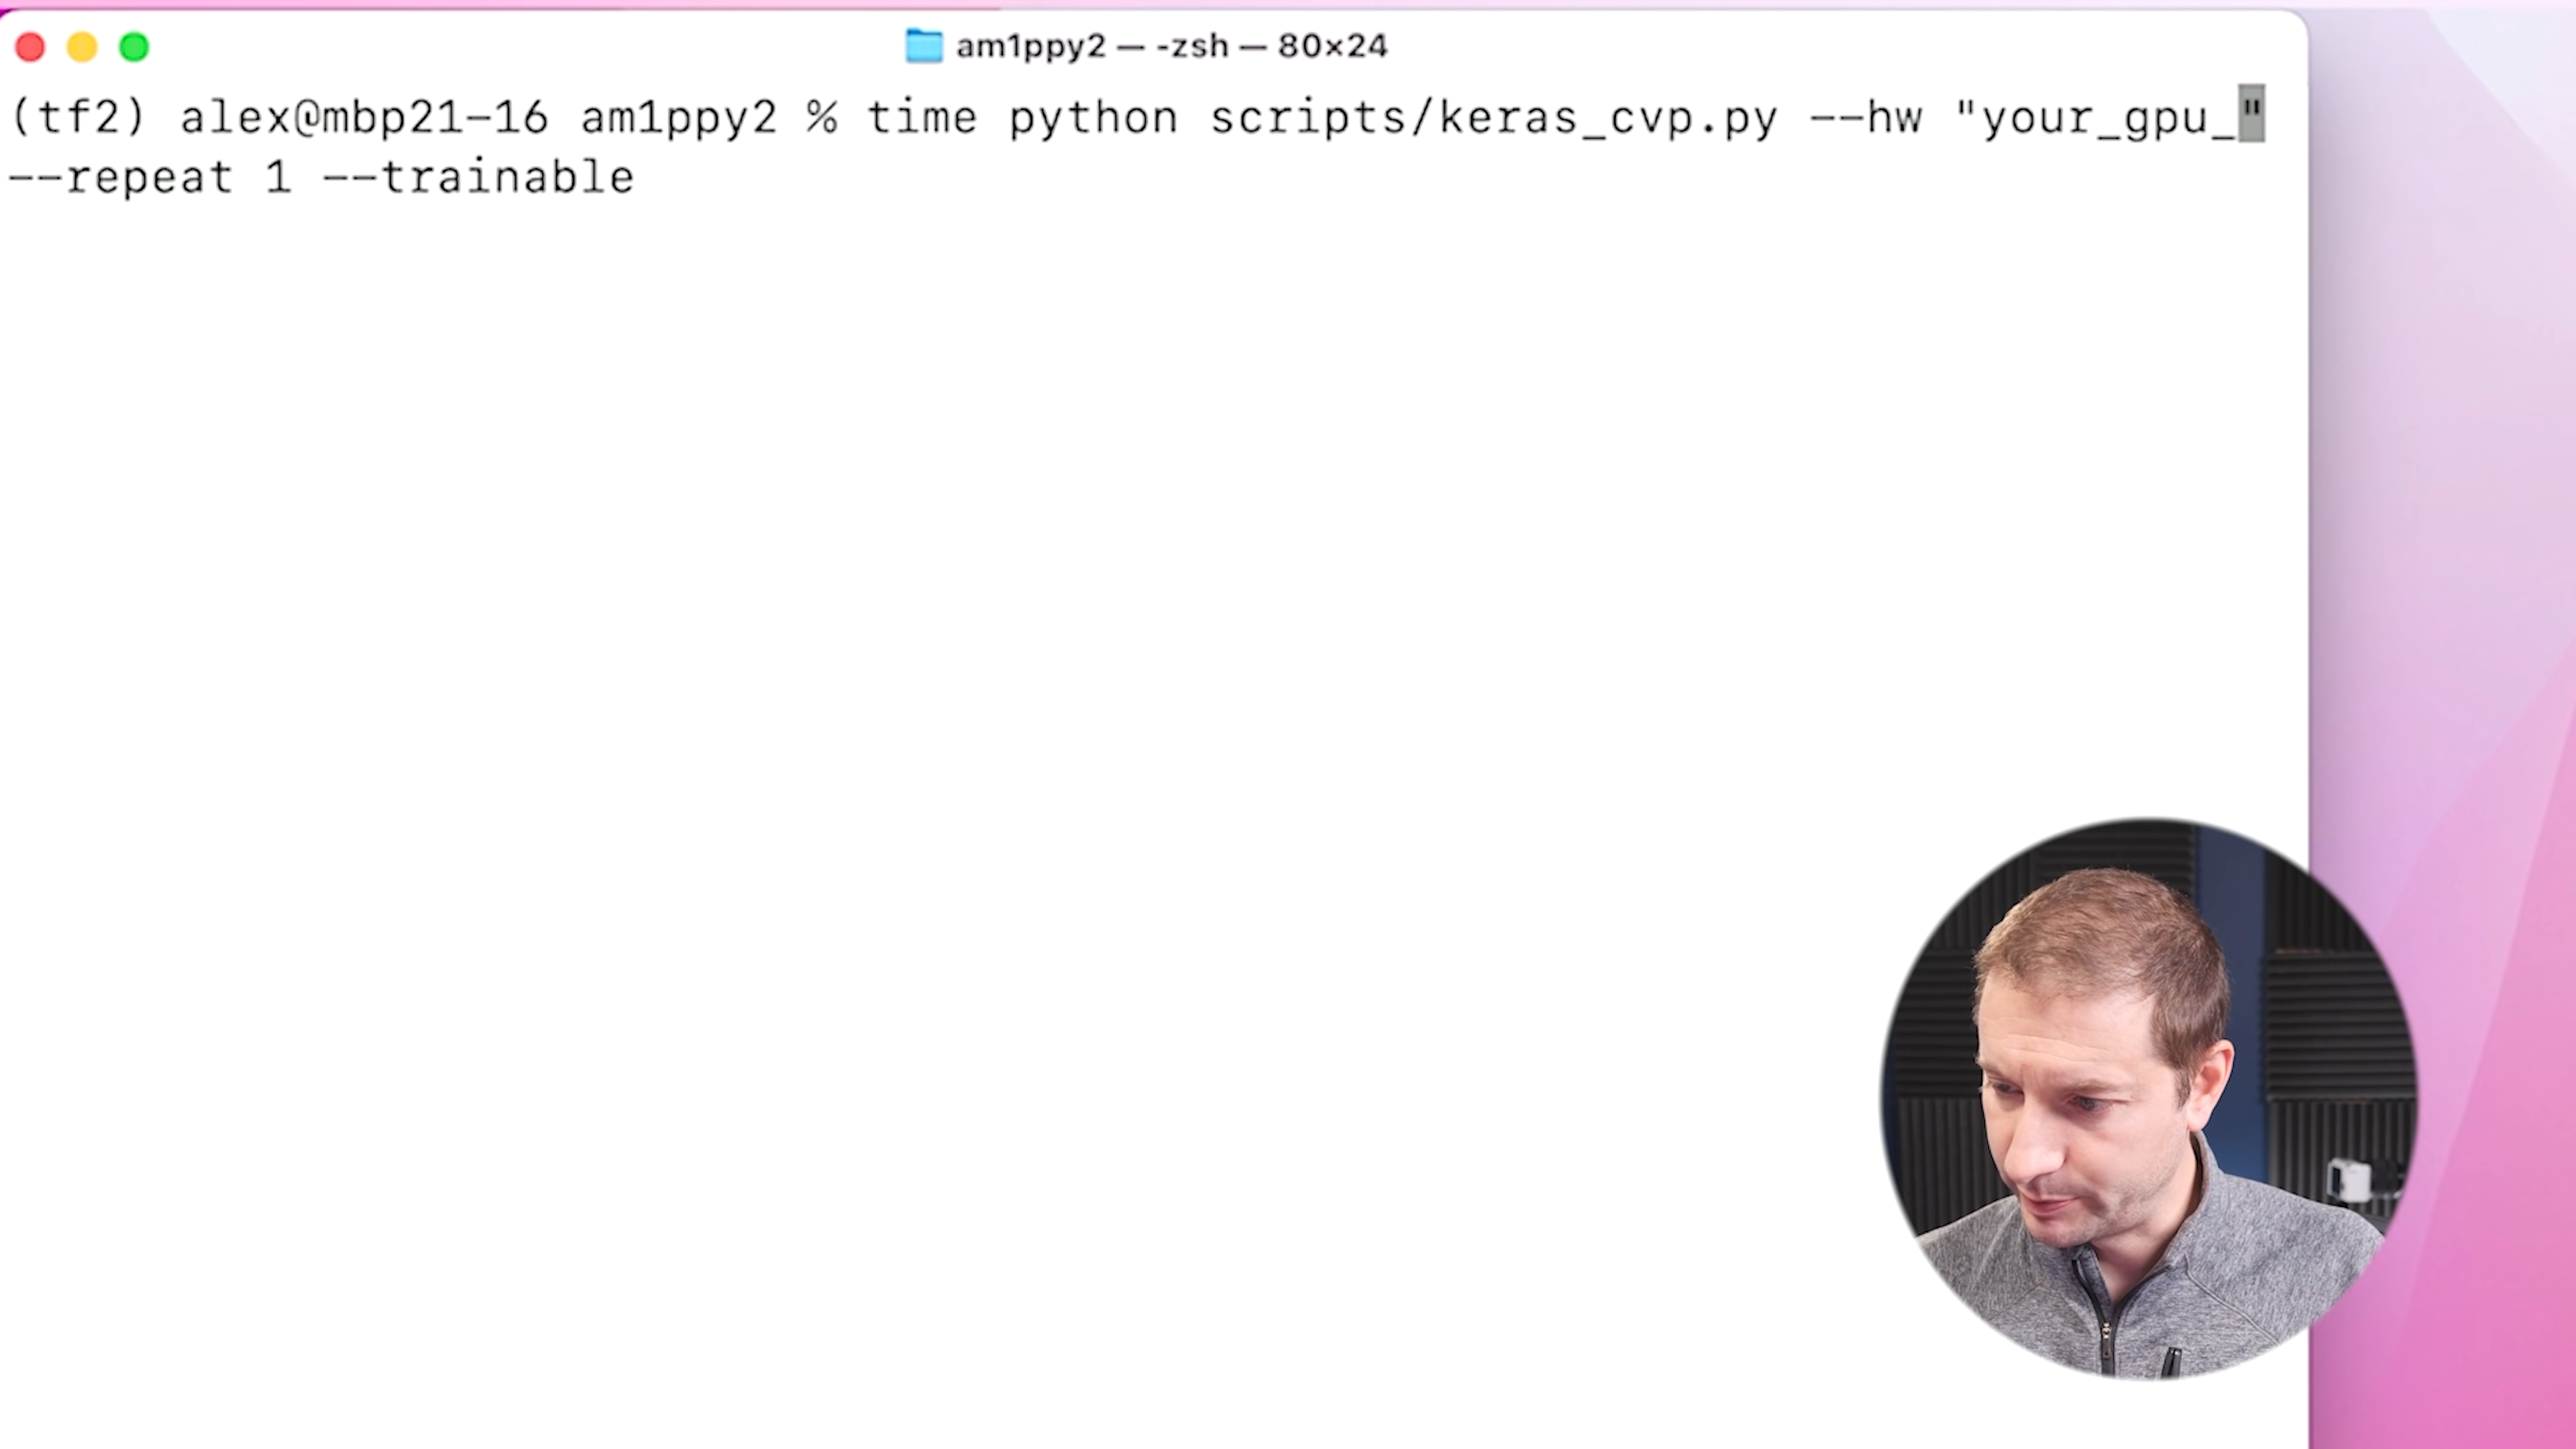 am1ppy2 — -zsh — 80×24
(tf2) alex@mbp21-16 am1ppy2 % time python scripts/keras_cvp.py --hw "your_gpu_"
--repeat 1 --trainable